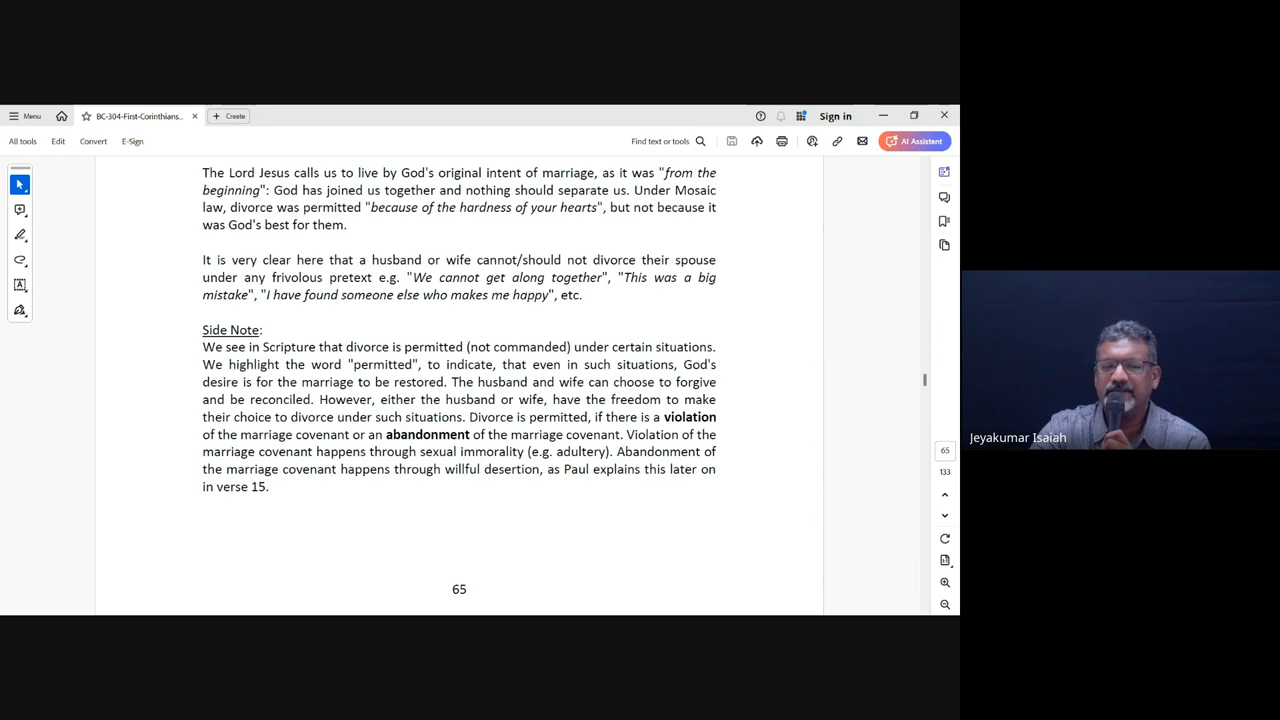 Menu
BC-304-First-Corinthians...
Create
Sign in
All tools
Edit
Convert
E-Sign
Find text or tools
AI Assistant
The Lord Jesus calls us to live by God's original intent of marriage, as it was "from the
beginning": God has joined us together and nothing should separate us. Under Mosaic
law, divorce was permitted "because of the hardness of your hearts", but not because it
was God's best for them.
It is very clear here that a husband or wife cannot/should not divorce their spouse
under any frivolous pretext e.g. "We cannot get along together", "This was a big
mistake", "I have found someone else who makes me happy", etc.
Side Note:
We see in Scripture that divorce is permitted (not commanded) under certain situations.
We highlight the word "permitted", to indicate, that even in such situations, God's
desire is for the marriage to be restored. The husband and wife can choose to forgive
and be reconciled. However, either the husband or wife, have the freedom to make
their choice to divorce under such situations. Divorce is permitted, if there is a violation
of the marriage covenant or an abandonment of the marriage covenant. Violation of the
marriage covenant happens through sexual immorality (e.g. adultery). Abandonment of
the marriage covenant happens through willful desertion, as Paul explains this later on
in verse 15.
65
65
133
Jeyakumar Isaiah